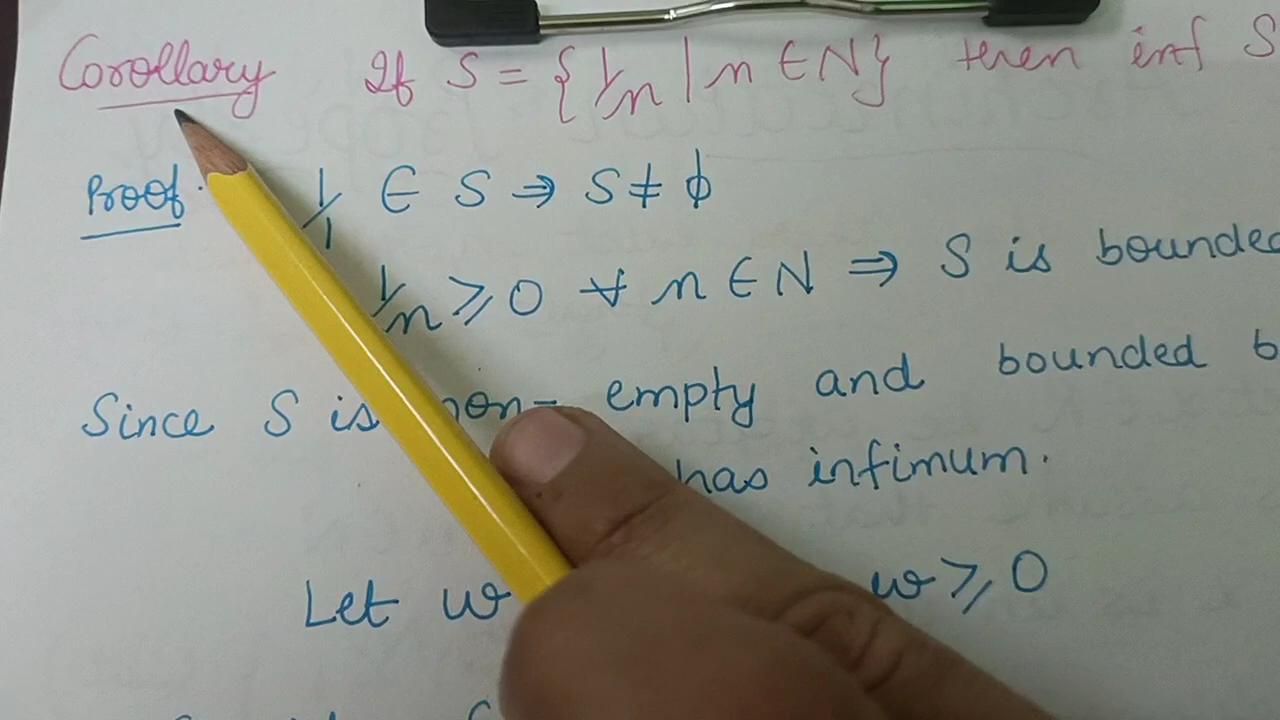 Corollary If S = {1/n | n ∈ N} then inf S
Proof. 1/1 ∈ S ⇒ S ≠ ϕ
1/n ≥ 0 ∀ n ∈ N ⇒ S is bounded
Since S is non- empty and bounded b
has infimum.
Let w w ≥ 0